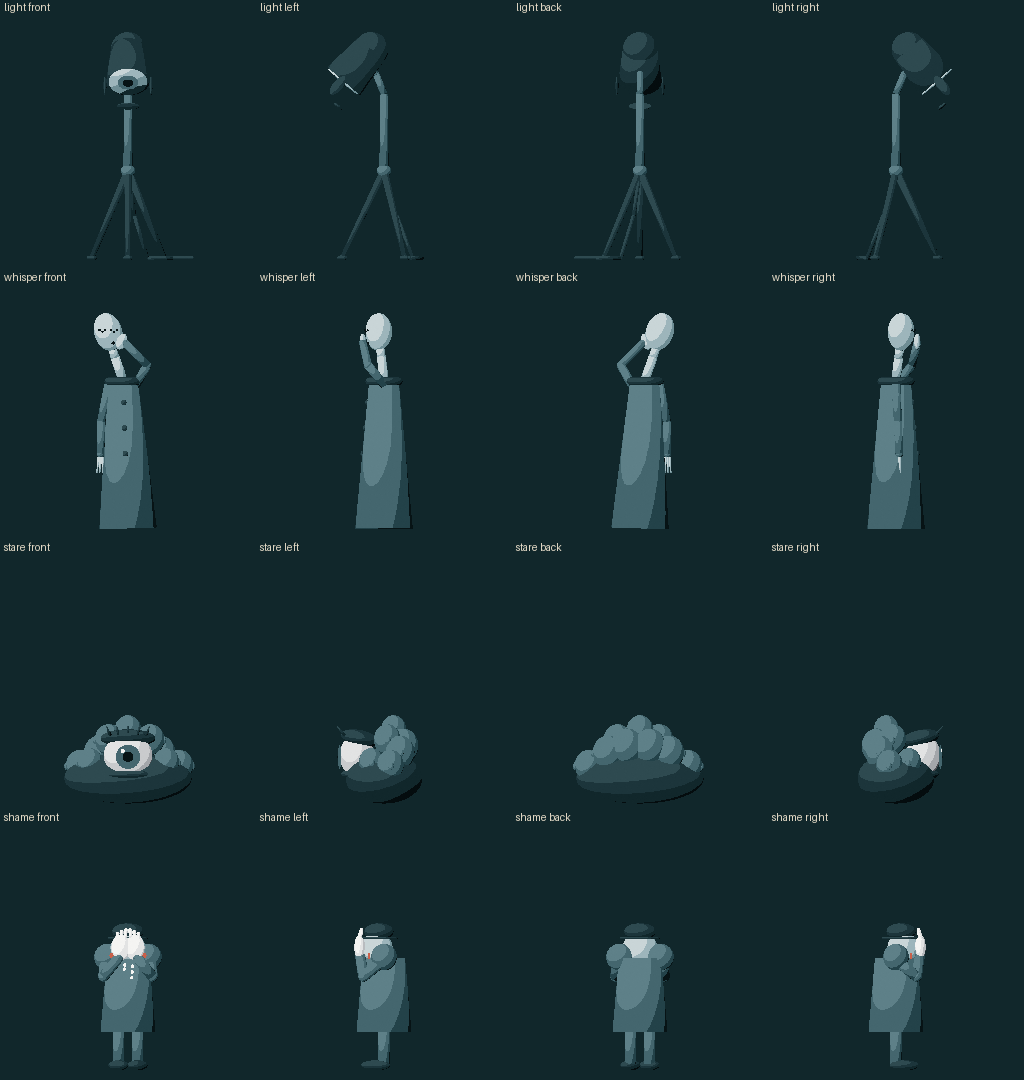 light front
light left
light back
light right
whisper front
whisper left
whisper back
whisper right
stare front
stare left
stare back
stare right
shame front
shame left
shame back
shame right